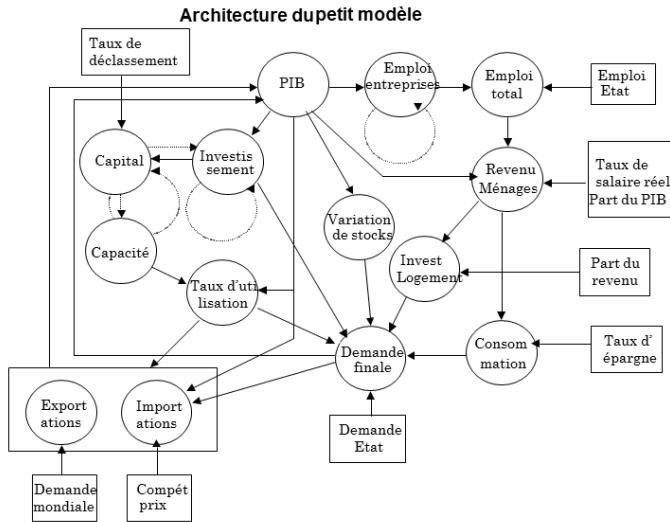 Architecture du petit modèle
Taux de
déclassement
PIB
Emploi
entreprises
Emploi
total
Emploi
Etat
Capital
Investis
sement
Revenu
Ménages
Taux de
salaire réel
Part du PIB
Variation
de stocks
Capacité
Invest
Logement
Part du
revenu
Taux d'uti
lisation
Demande
finale
Consom
mation
Taux d'
épargne
Export
ations
Import
ations
Demande
Etat
Demande
mondiale
Compét
prix